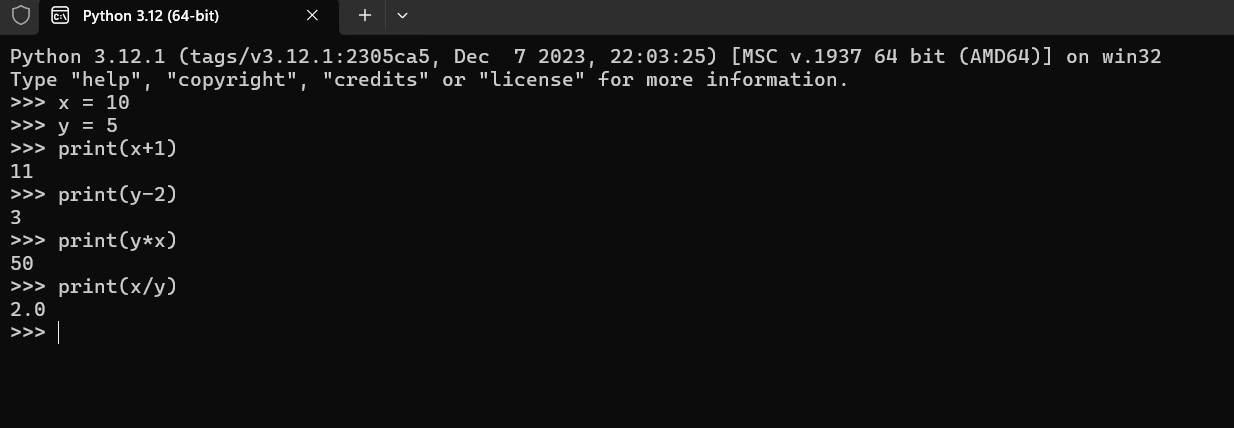 Python 3.12 (64-bit)
Python 3.12.1 (tags/v3.12.1:2305ca5, Dec  7 2023, 22:03:25) [MSC v.1937 64 bit (AMD64)] on win32
Type "help", "copyright", "credits" or "license" for more information.
>>> x = 10
>>> y = 5
>>> print(x+1)
11
>>> print(y-2)
3
>>> print(y*x)
50
>>> print(x/y)
2.0
>>>